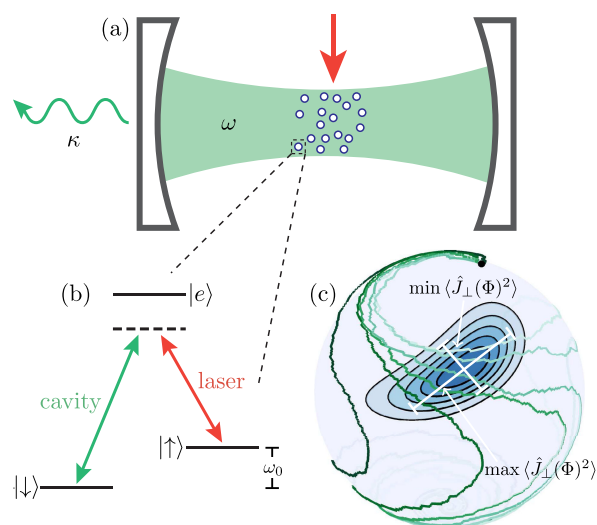 (a)
ω
κ
(b)
|e⟩
cavity
laser
|↑⟩
ω₀
|↓⟩
(c)
min ⟨Ĵ⊥(Φ)²⟩
max ⟨Ĵ⊥(Φ)²⟩